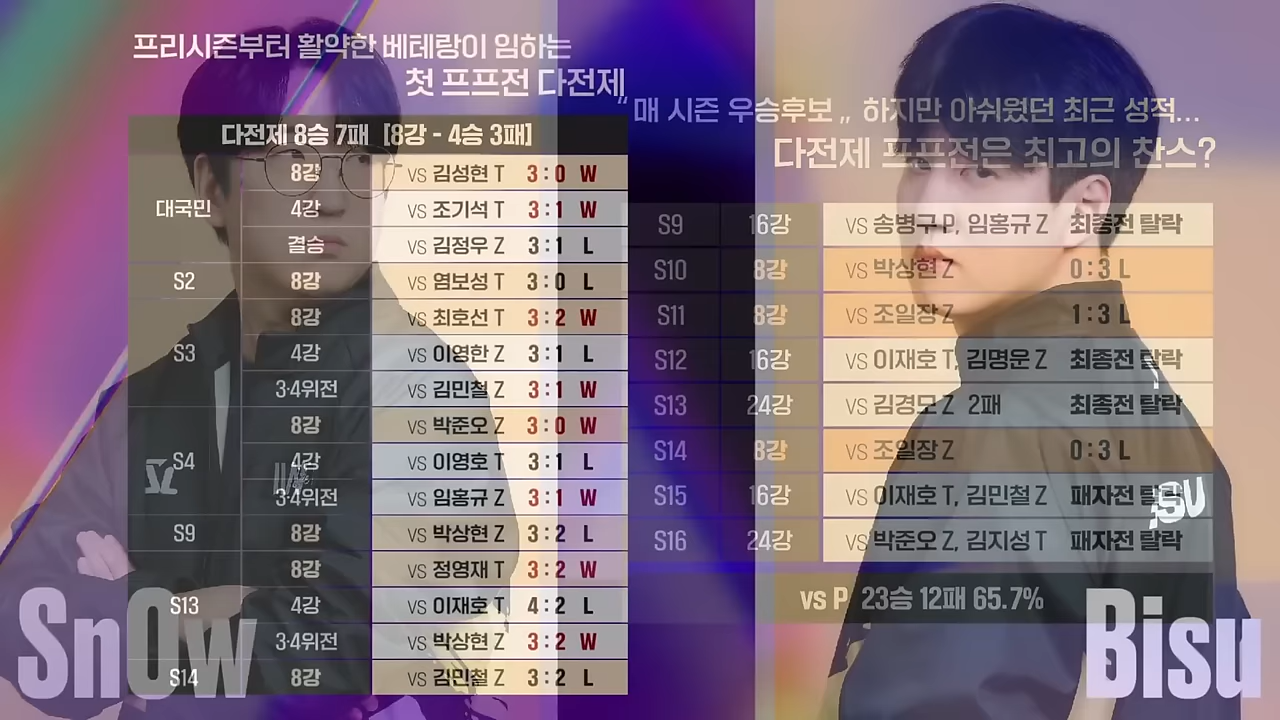 프리시즌부터 활약한 베테랑이 임하는
첫 프프전 다전제
다전제 8승 7패 [8강 - 4승 3패]
대국민 8강 VS 김성현 T 3:0 W
4강 VS 조기석 T 3:1 W
결승 VS 김정우 Z 3:1 L
S2 8강 VS 염보성 T 3:0 L
S3 8강 VS 최호선 T 3:2 W
4강 VS 이영한 Z 3:1 L
3·4위전 VS 김민철 Z 3:1 W
S4 8강 VS 박준오 Z 3:0 W
4강 VS 이영호 T 3:1 L
3·4위전 VS 임홍규 Z 3:1 W
S9 8강 VS 박상현 Z 3:2 L
S13 8강 VS 정영재 T 3:2 W
4강 VS 이재호 T 4:2 L
3·4위전 VS 박상현 Z 3:2 W
S14 8강 VS 김민철 Z 3:2 L
SnOw
"매 시즌 우승후보„ 하지만 아쉬웠던 최근 성적...
다전제 프프전은 최고의 찬스?
S9 16강 VS 송병구 P, 임홍규 Z 최종전 탈락
S10 8강 VS 박상현 Z 0:3 L
S11 8강 VS 조일장 Z 1:3 L
S12 16강 VS 이재호 T, 김명운 Z 최종전 탈락
S13 24강 VS 김경모 Z 2패 최종전 탈락
S14 8강 VS 조일장 Z 0:3 L
S15 16강 VS 이재호 T, 김민철 Z 패자전 탈락
S16 24강 VS 박준오 Z, 김지성 T 패자전 탈락
vs P 23승 12패 65.7%
Bisu